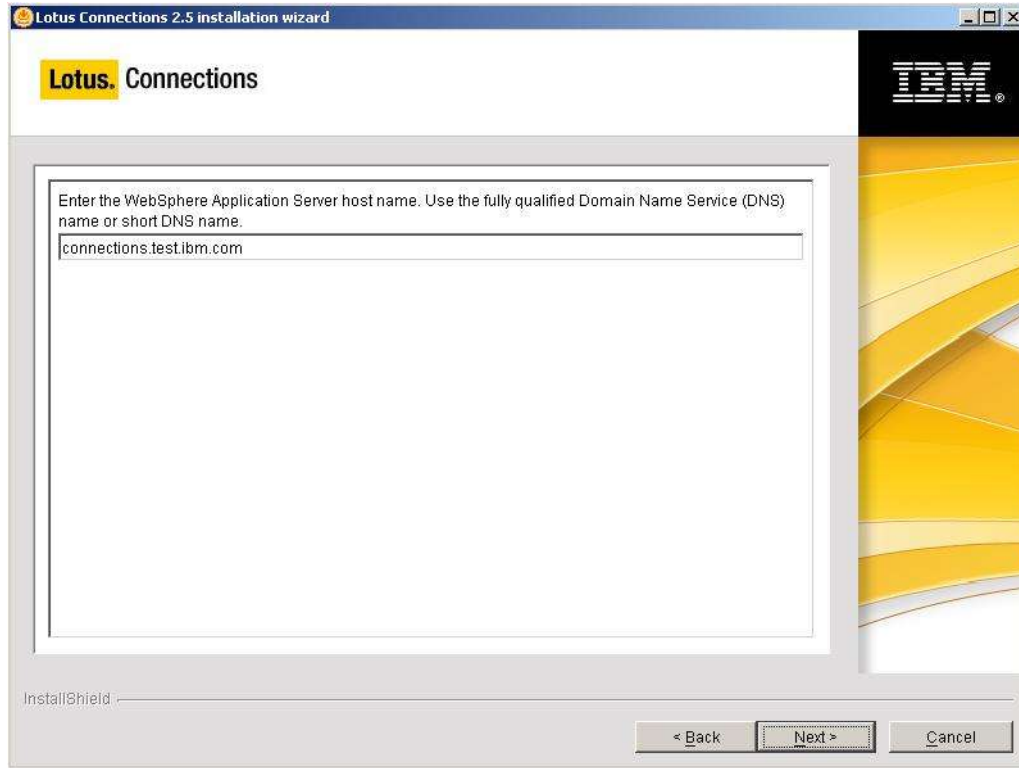 Lotus Connections 2.5 installation wizard
Lotus. Connections
IBM®
Enter the WebSphere Application Server host name. Use the fully qualified Domain Name Service (DNS)
name or short DNS name.
connections.test.ibm.com
InstallShield
< Back
Next >
Cancel